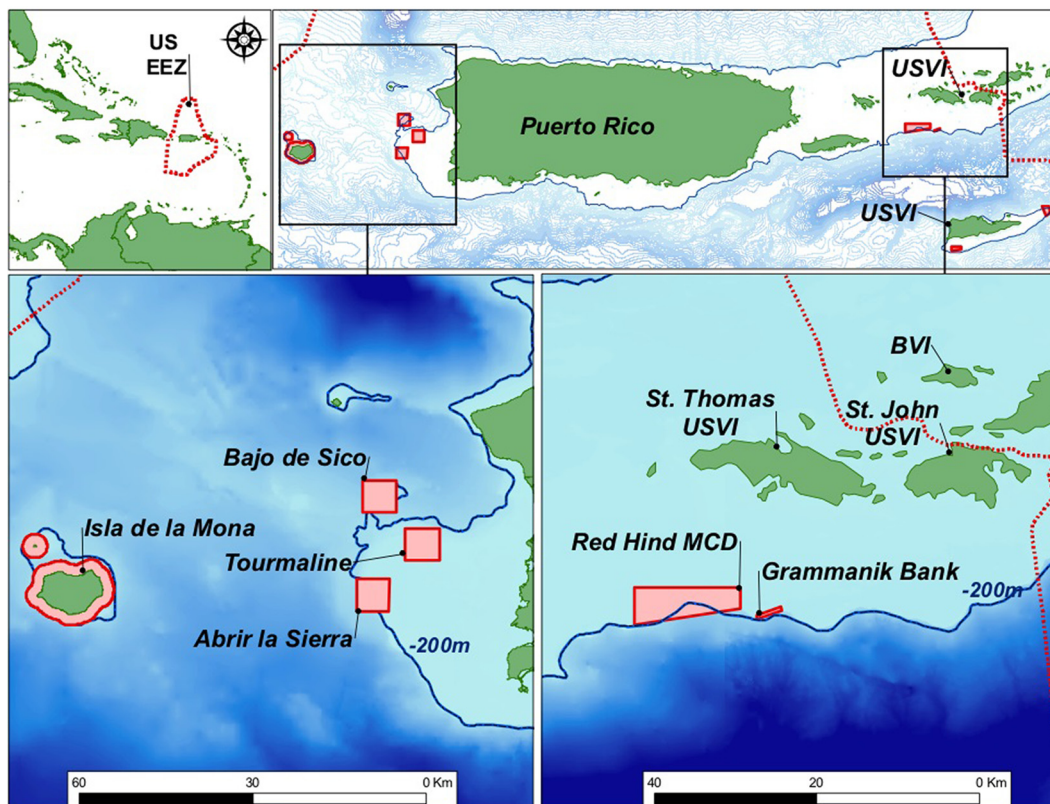 US
EEZ
Puerto Rico
USVI
USVI
Bajo de Sico
Isla de la Mona
Tourmaline
Abrir la Sierra
-200m
60
30
0 Km
BVI
St. Thomas
USVI
St. John
USVI
Red Hind MCD
Grammanik Bank
-200m
40
20
0 Km